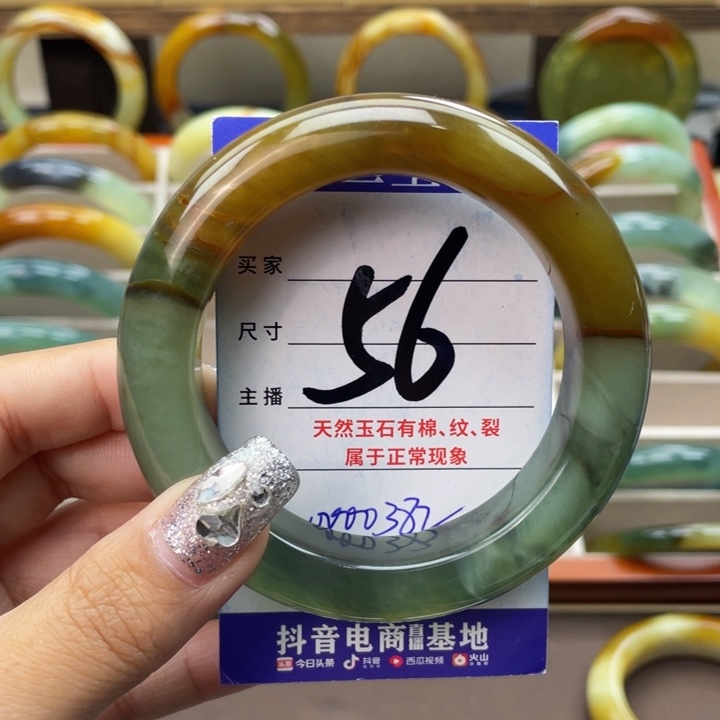 买家
56
尺寸
主播
天然玉石有棉、纹、裂
属于正常现象
抖音电商直播基地
头条 今日头条 抖音 西瓜视频 火山